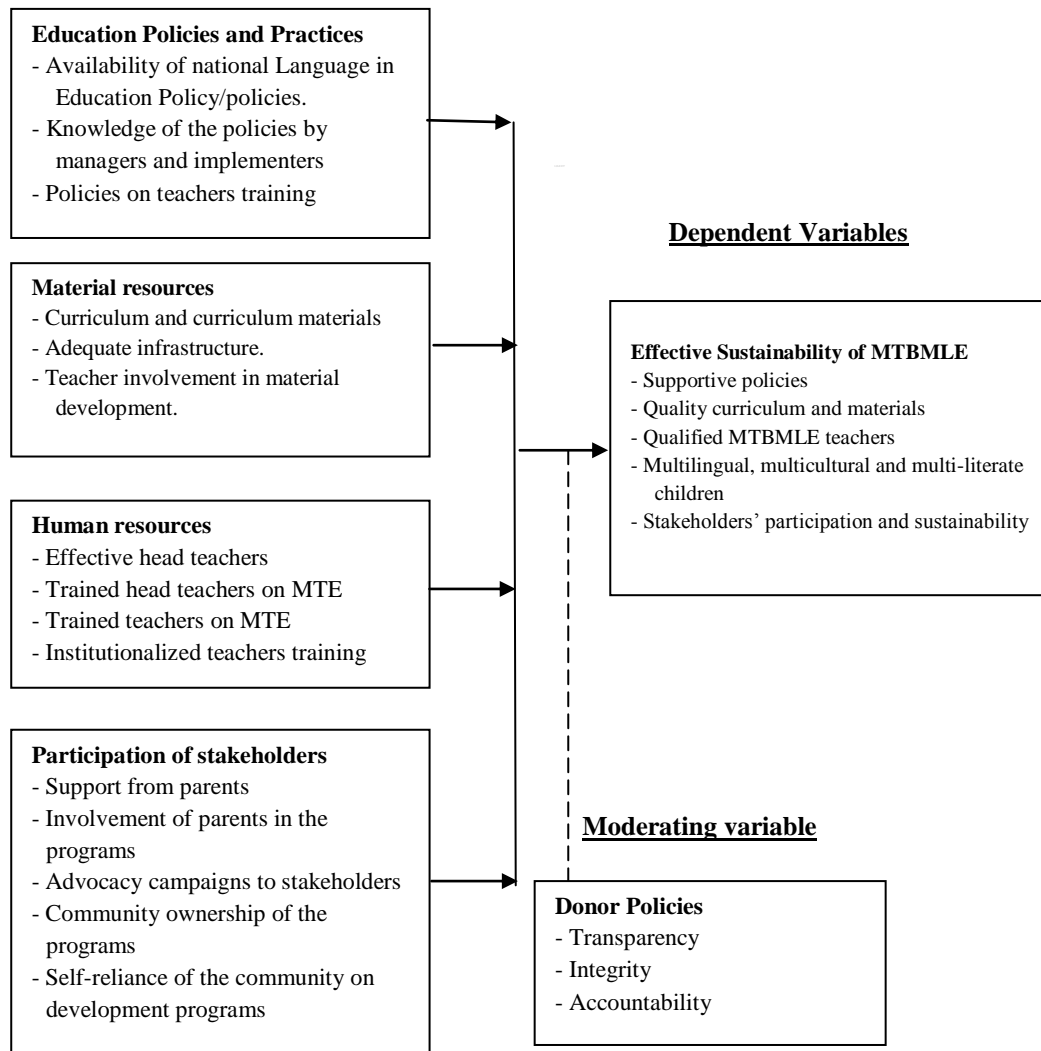 Education Policies and Practices
- Availability of national Language in
Education Policy/policies.
- Knowledge of the policies by
managers and implementers
- Policies on teachers training
Material resources
- Curriculum and curriculum materials
- Adequate infrastructure.
- Teacher involvement in material
development.
Human resources
- Effective head teachers
- Trained head teachers on MTE
- Trained teachers on MTE
- Institutionalized teachers training
Participation of stakeholders
- Support from parents
- Involvement of parents in the
programs
- Advocacy campaigns to stakeholders
- Community ownership of the
programs
- Self-reliance of the community on
development programs
Dependent Variables
Effective Sustainability of MTBMLE
- Supportive policies
- Quality curriculum and materials
- Qualified MTBMLE teachers
- Multilingual, multicultural and multi-literate
children
- Stakeholders’ participation and sustainability
Moderating variable
Donor Policies
- Transparency
- Integrity
- Accountability